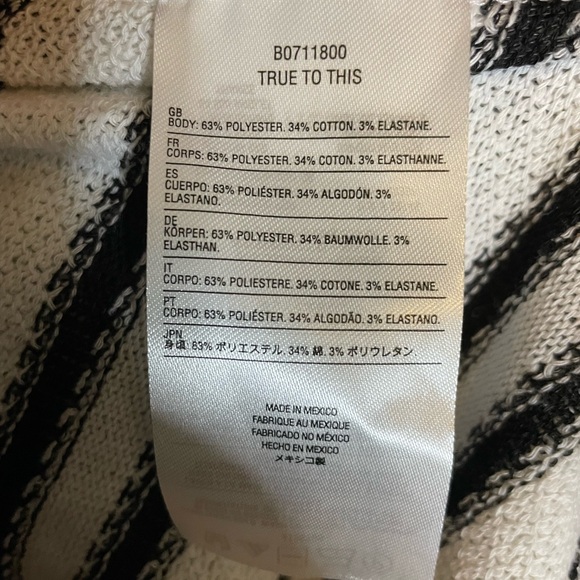 B0711800
TRUE TO THIS
GB
BODY: 63% POLYESTER. 34% COTTON. 3% ELASTANE.
FR
CORPS: 63% POLYESTER. 34% COTON. 3% ELASTHANNE.
ES
CUERPO: 63% POLIÉSTER. 34% ALGODÓN. 3%
ELASTANO.
DE
KÖRPER: 63% POLYESTER. 34% BAUMWOLLE. 3%
ELASTHAN.
IT
CORPO: 63% POLIESTERE. 34% COTONE. 3% ELASTANE.
PT
CORPO: 63% POLIÉSTER. 34% ALGODÃO. 3% ELASTANO.
JPN
身頃: 63% ポリエステル. 34% 綿. 3% ポリウレタン
MADE IN MEXICO
FABRIQUE AU MEXIQUE
FABRICADO NO MÉXICO
HECHO EN MEXICO
メキシコ製